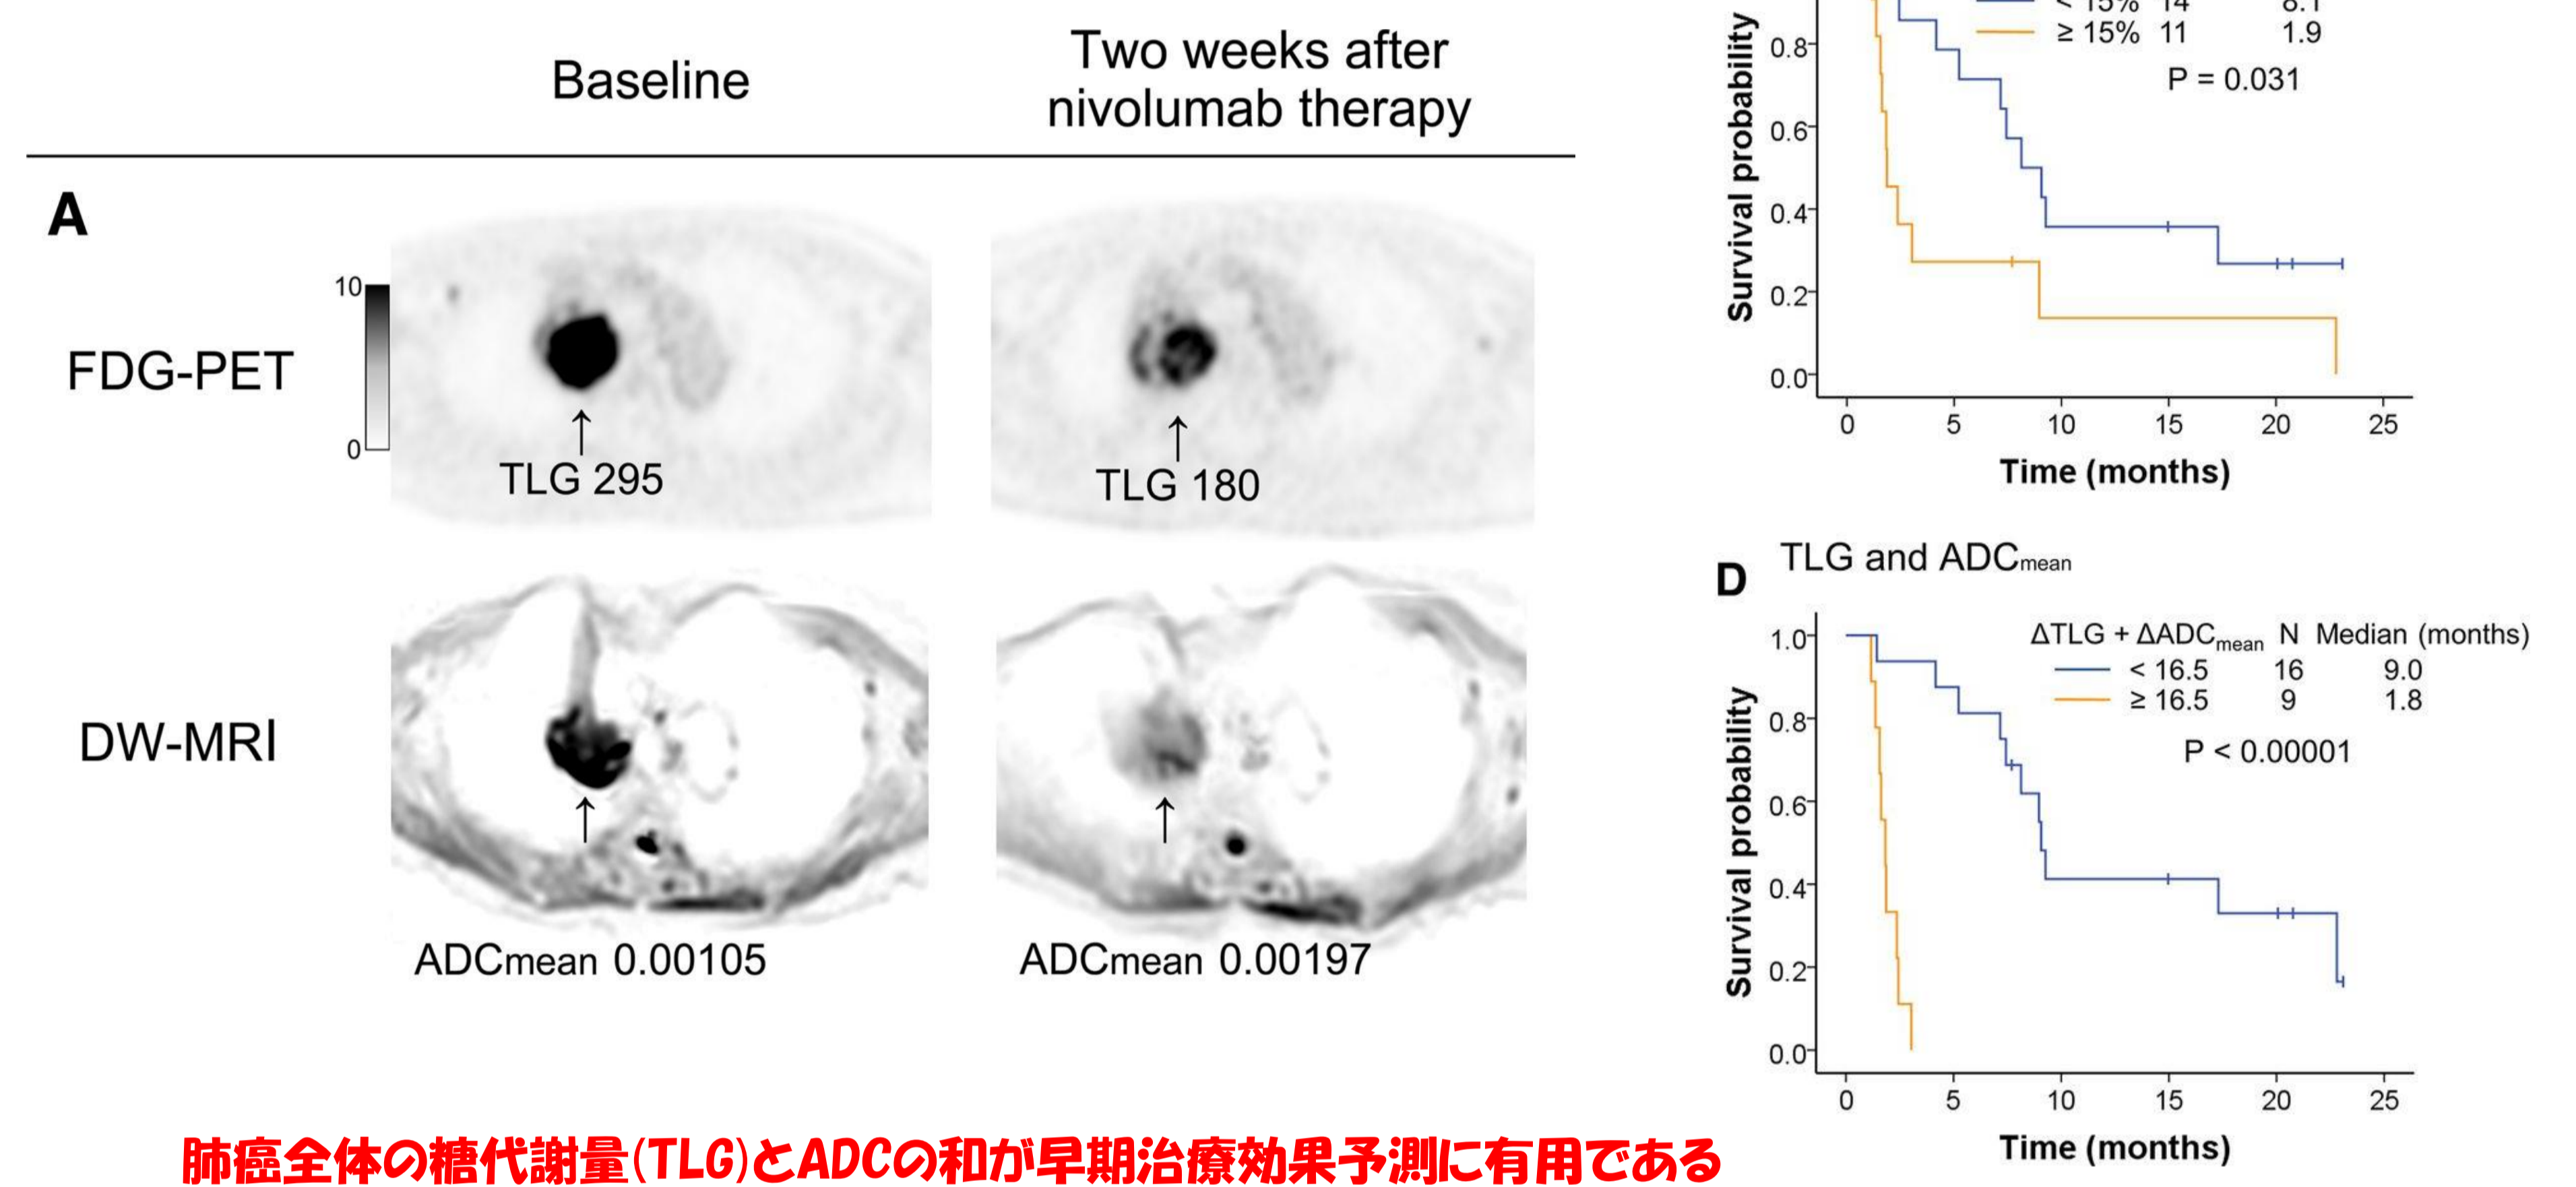 Baseline
Two weeks after
nivolumab therapy
A
FDG-PET
10
0
TLG 295
TLG 180
DW-MRI
ADCmean 0.00105
ADCmean 0.00197
< 15% 14 8.1
≥ 15% 11 1.9
P = 0.031
Survival probability
0.8
0.6
0.4
0.2
0.0
0 5 10 15 20 25
Time (months)
D TLG and ADCmean
ΔTLG + ΔADCmean N Median (months)
< 16.5 16 9.0
≥ 16.5 9 1.8
P < 0.00001
Survival probability
1.0
0.8
0.6
0.4
0.2
0.0
0 5 10 15 20 25
Time (months)
肺癌全体の糖代謝量(TLG)とADCの和が早期治療効果予測に有用である